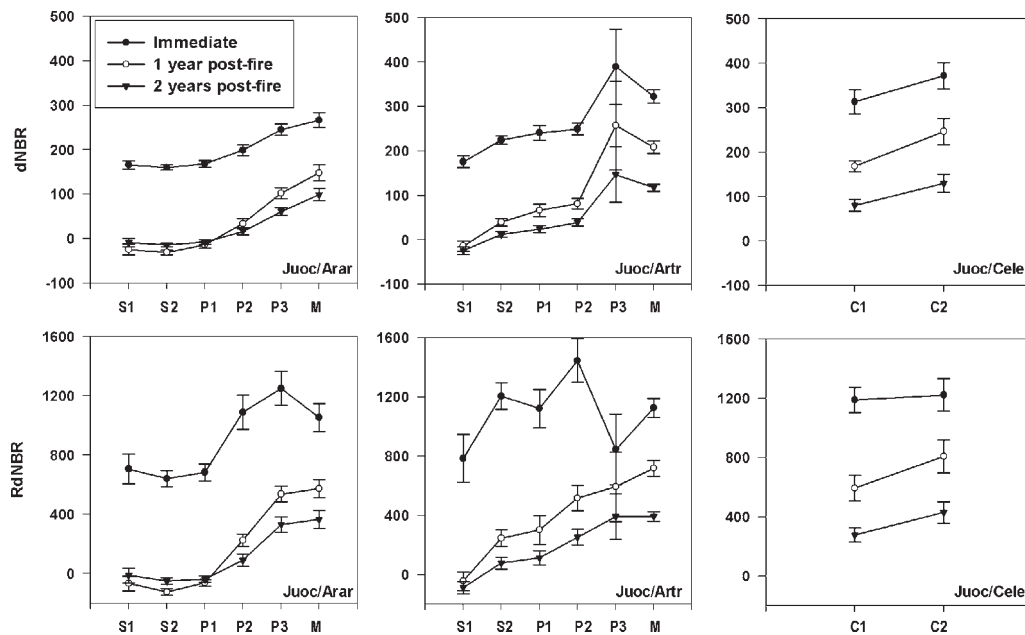 500
400
300
200
100
0
-100
dNBR
Immediate
1 year post-fire
2 years post-fire
Juoc/Arar
S1 S2 P1 P2 P3 M
500
400
300
200
100
0
-100
Juoc/Artr
S1 S2 P1 P2 P3 M
500
400
300
200
100
0
-100
Juoc/Cele
C1 C2
1600
1200
800
400
0
RdNBR
Juoc/Arar
S1 S2 P1 P2 P3 M
1600
1200
800
400
0
Juoc/Artr
S1 S2 P1 P2 P3 M
1600
1200
800
400
0
Juoc/Cele
C1 C2